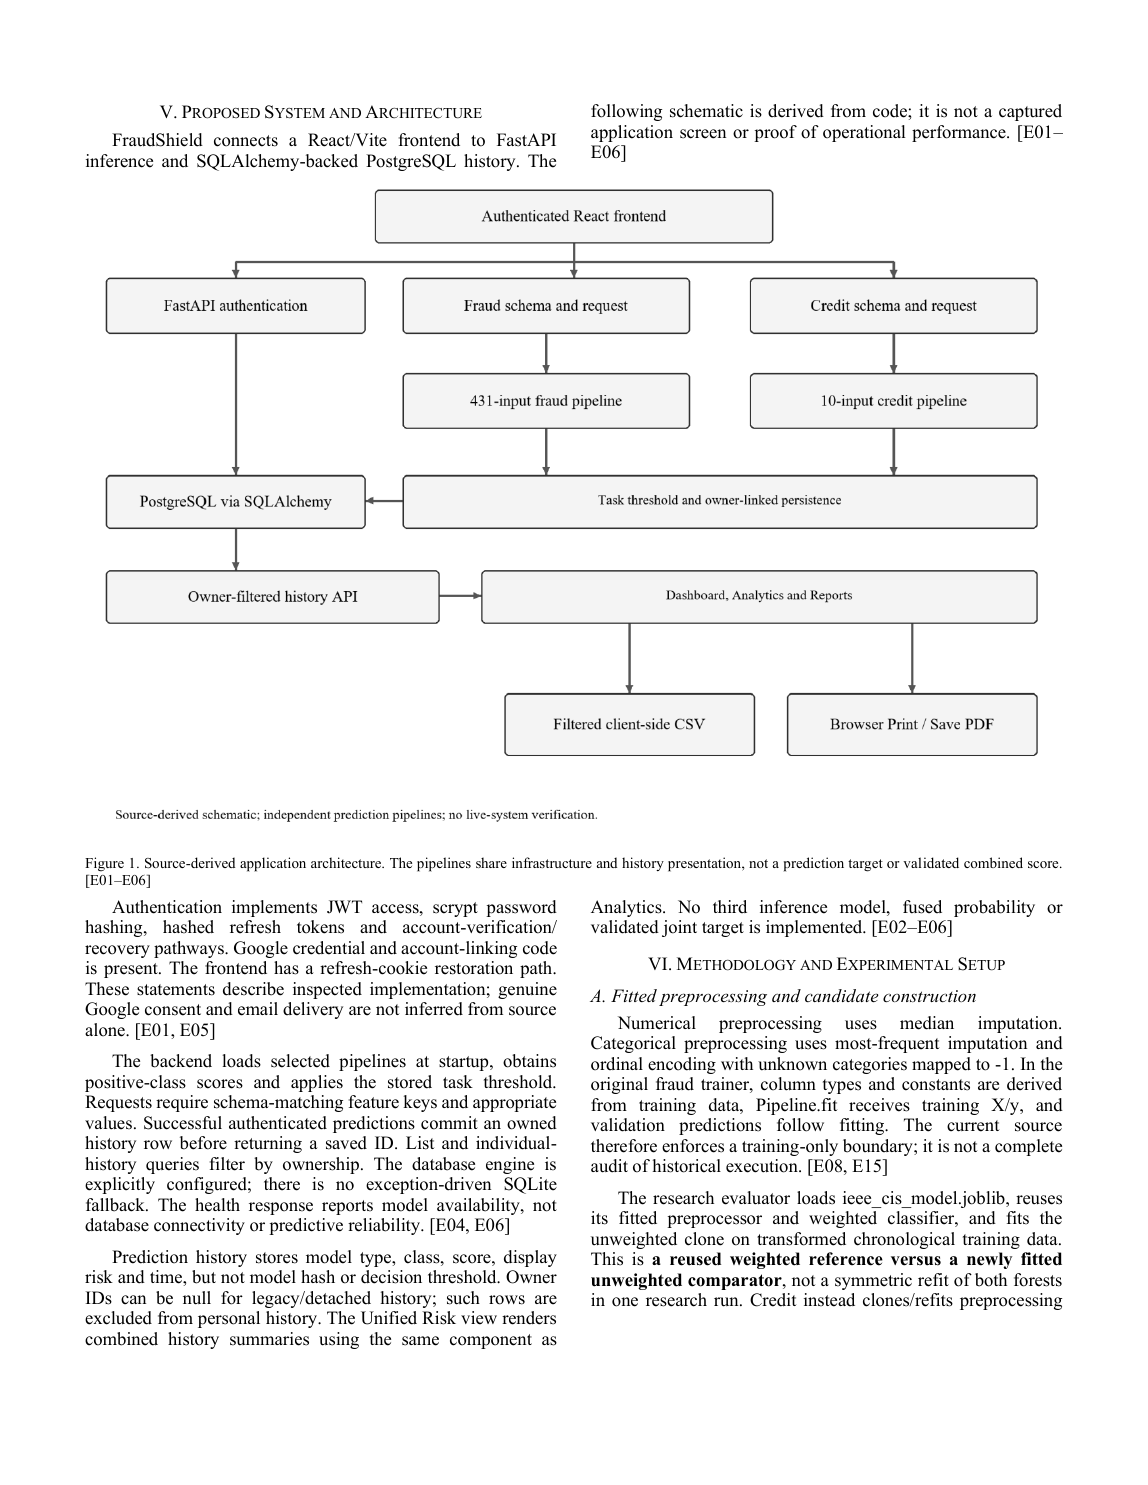 V. PROPOSED SYSTEM AND ARCHITECTURE
FraudShield connects a React/Vite frontend to FastAPI
inference and SQLAlchemy-backed PostgreSQL history. The
following schematic is derived from code; it is not a captured
application screen or proof of operational performance. [E01–
E06]
Authenticated React frontend
FastAPI authentication
Fraud schema and request
Credit schema and request
431-input fraud pipeline
10-input credit pipeline
PostgreSQL via SQLAlchemy
Task threshold and owner-linked persistence
Owner-filtered history API
Dashboard, Analytics and Reports
Filtered client-side CSV
Browser Print / Save PDF
Source-derived schematic; independent prediction pipelines; no live-system verification.
Figure 1. Source-derived application architecture. The pipelines share infrastructure and history presentation, not a prediction target or validated combined score.
[E01–E06]
Authentication implements JWT access, scrypt password
hashing, hashed refresh tokens and account-verification/
recovery pathways. Google credential and account-linking code
is present. The frontend has a refresh-cookie restoration path.
These statements describe inspected implementation; genuine
Google consent and email delivery are not inferred from source
alone. [E01, E05]
The backend loads selected pipelines at startup, obtains
positive-class scores and applies the stored task threshold.
Requests require schema-matching feature keys and appropriate
values. Successful authenticated predictions commit an owned
history row before returning a saved ID. List and individual-
history queries filter by ownership. The database engine is
explicitly configured; there is no exception-driven SQLite
fallback. The health response reports model availability, not
database connectivity or predictive reliability. [E04, E06]
Prediction history stores model type, class, score, display
risk and time, but not model hash or decision threshold. Owner
IDs can be null for legacy/detached history; such rows are
excluded from personal history. The Unified Risk view renders
combined history summaries using the same component as
Analytics. No third inference model, fused probability or
validated joint target is implemented. [E02–E06]
VI. METHODOLOGY AND EXPERIMENTAL SETUP
A. Fitted preprocessing and candidate construction
Numerical preprocessing uses median imputation.
Categorical preprocessing uses most-frequent imputation and
ordinal encoding with unknown categories mapped to -1. In the
original fraud trainer, column types and constants are derived
from training data, Pipeline.fit receives training X/y, and
validation predictions follow fitting. The current source
therefore enforces a training-only boundary; it is not a complete
audit of historical execution. [E08, E15]
The research evaluator loads ieee_cis_model.joblib, reuses
its fitted preprocessor and weighted classifier, and fits the
unweighted clone on transformed chronological training data.
This is a reused weighted reference versus a newly fitted
unweighted comparator, not a symmetric refit of both forests
in one research run. Credit instead clones/refits preprocessing